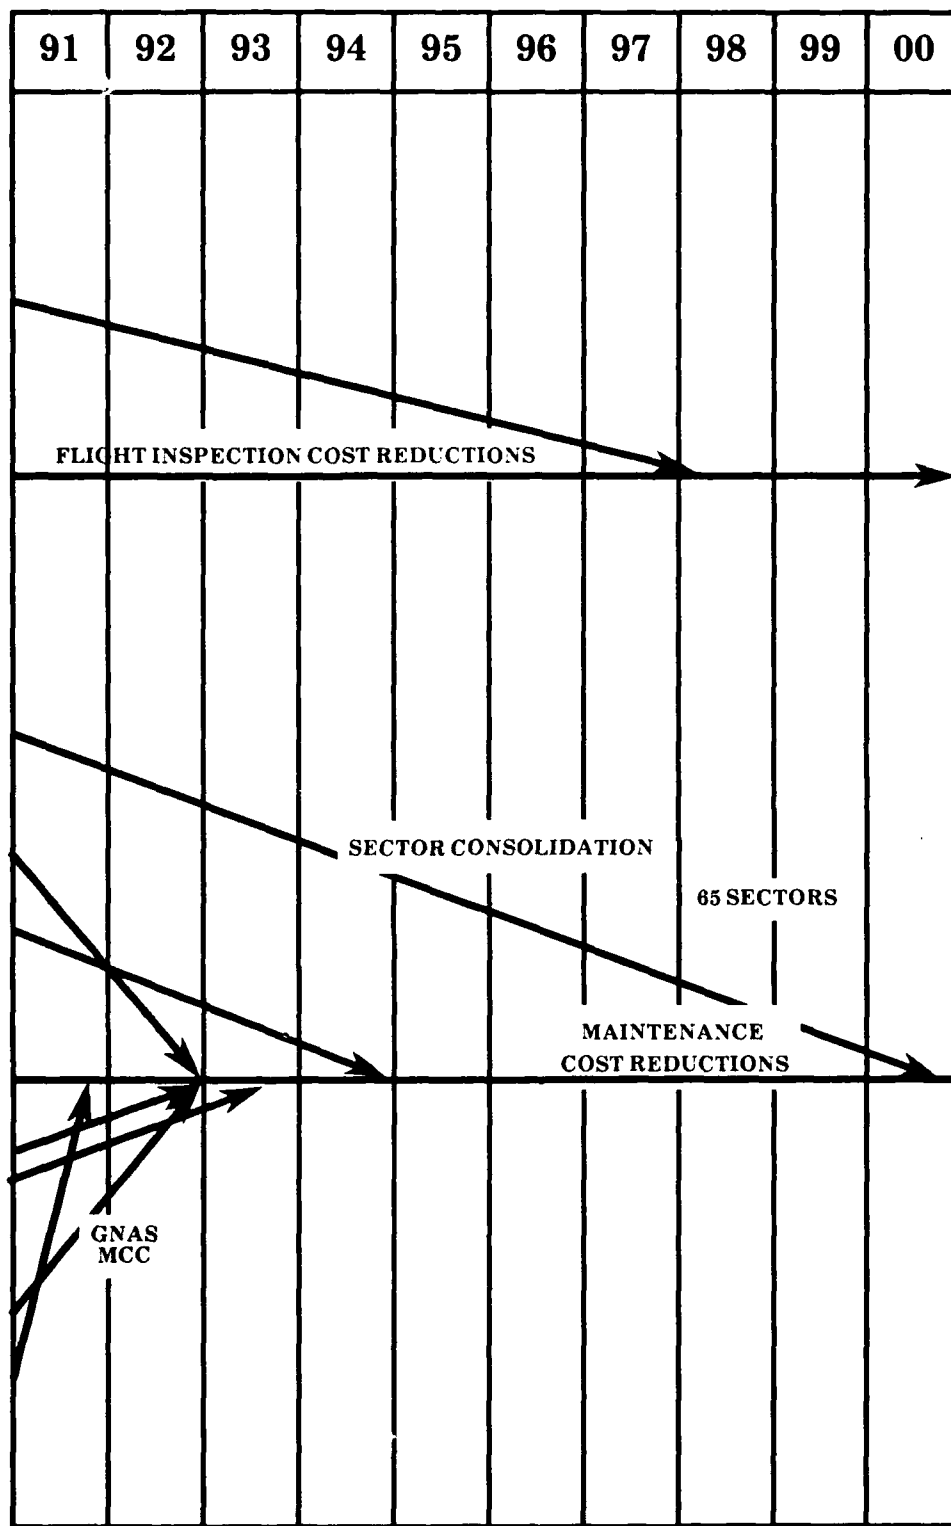 91 92 93 94 95 96 97 98 99 00
FLIGHT INSPECTION COST REDUCTIONS
SECTOR CONSOLIDATION
65 SECTORS
MAINTENANCE
COST REDUCTIONS
GNAS
MCC